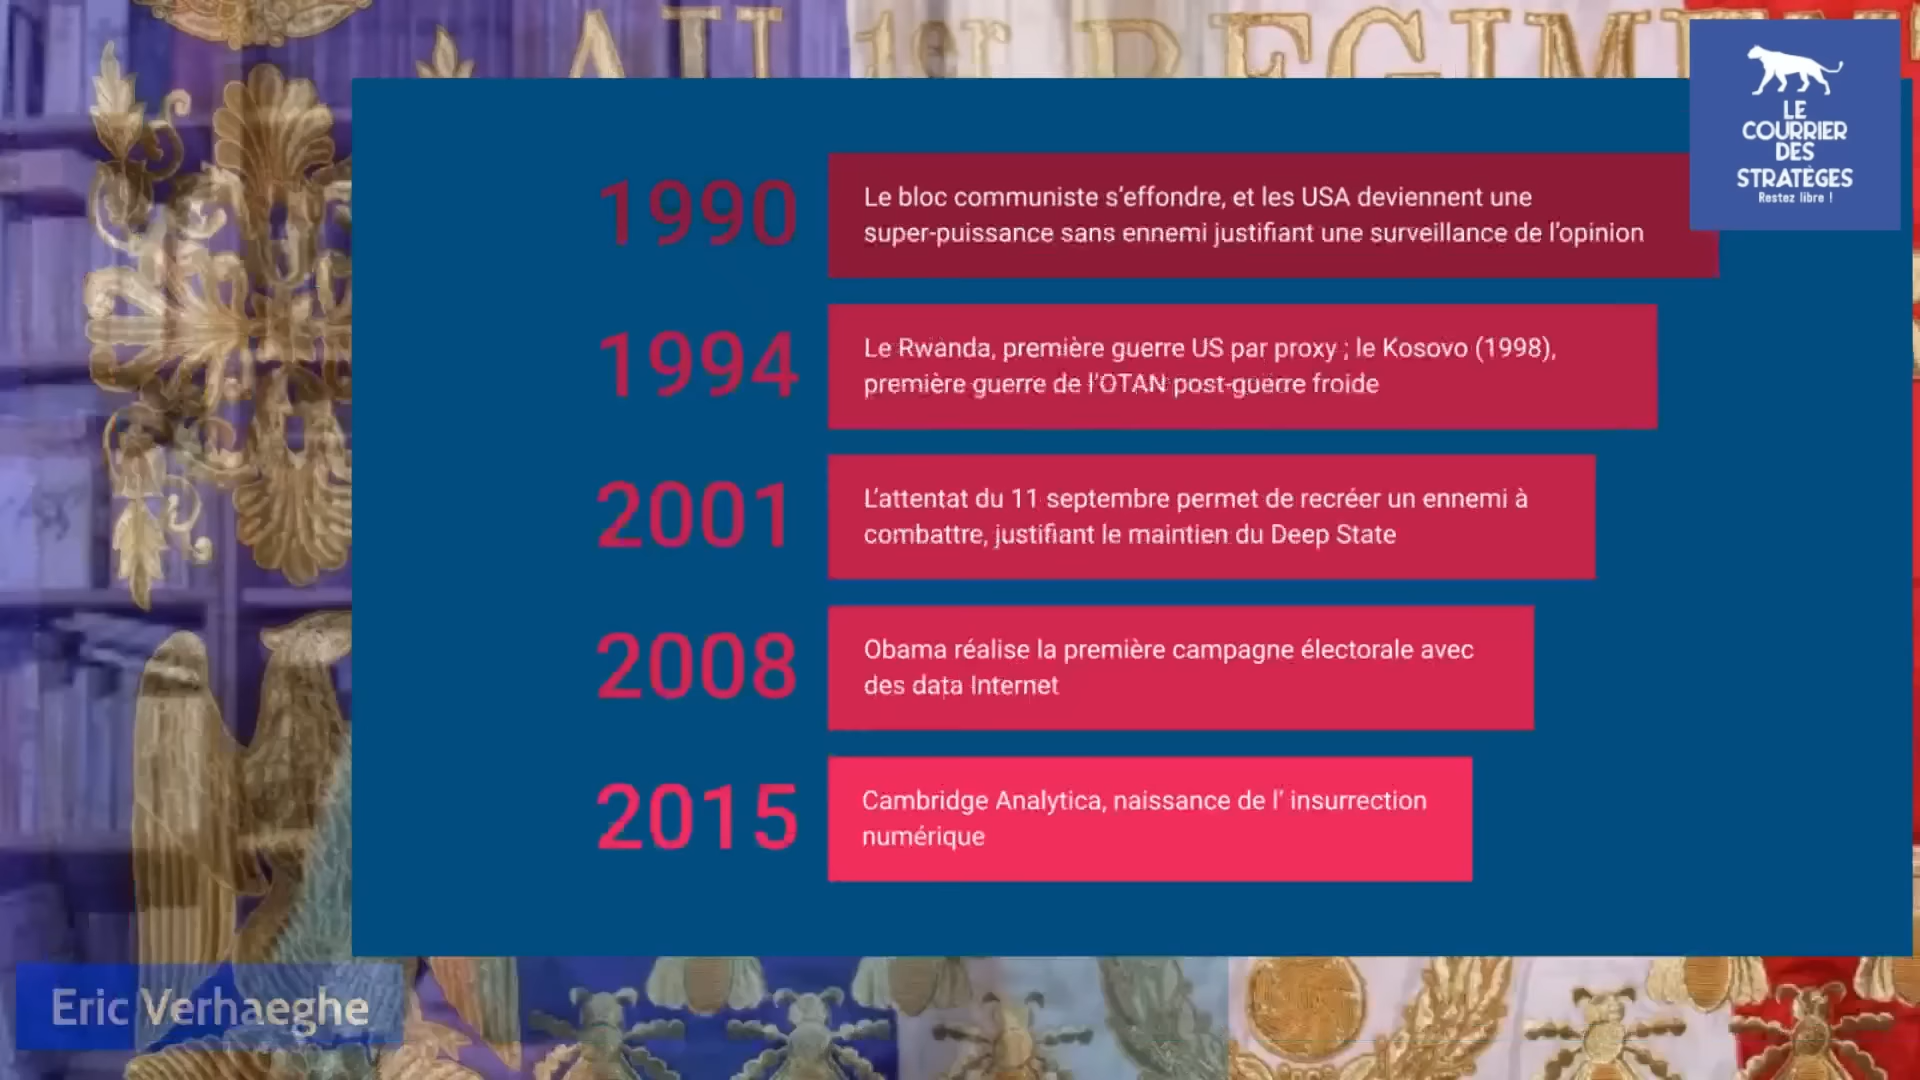 AU 1er REGIMENT
LE
COURRIER
DES
STRATÈGES
Restez libre !
1990
Le bloc communiste s'effondre, et les USA deviennent une
super-puissance sans ennemi justifiant une surveillance de l'opinion
1994
Le Rwanda, première guerre US par proxy ; le Kosovo (1998),
première guerre de l'OTAN post-guerre froide
2001
L'attentat du 11 septembre permet de recréer un ennemi à
combattre, justifiant le maintien du Deep State
2008
Obama réalise la première campagne électorale avec
des data Internet
2015
Cambridge Analytica, naissance de l' insurrection
numérique
Eric Verhaeghe